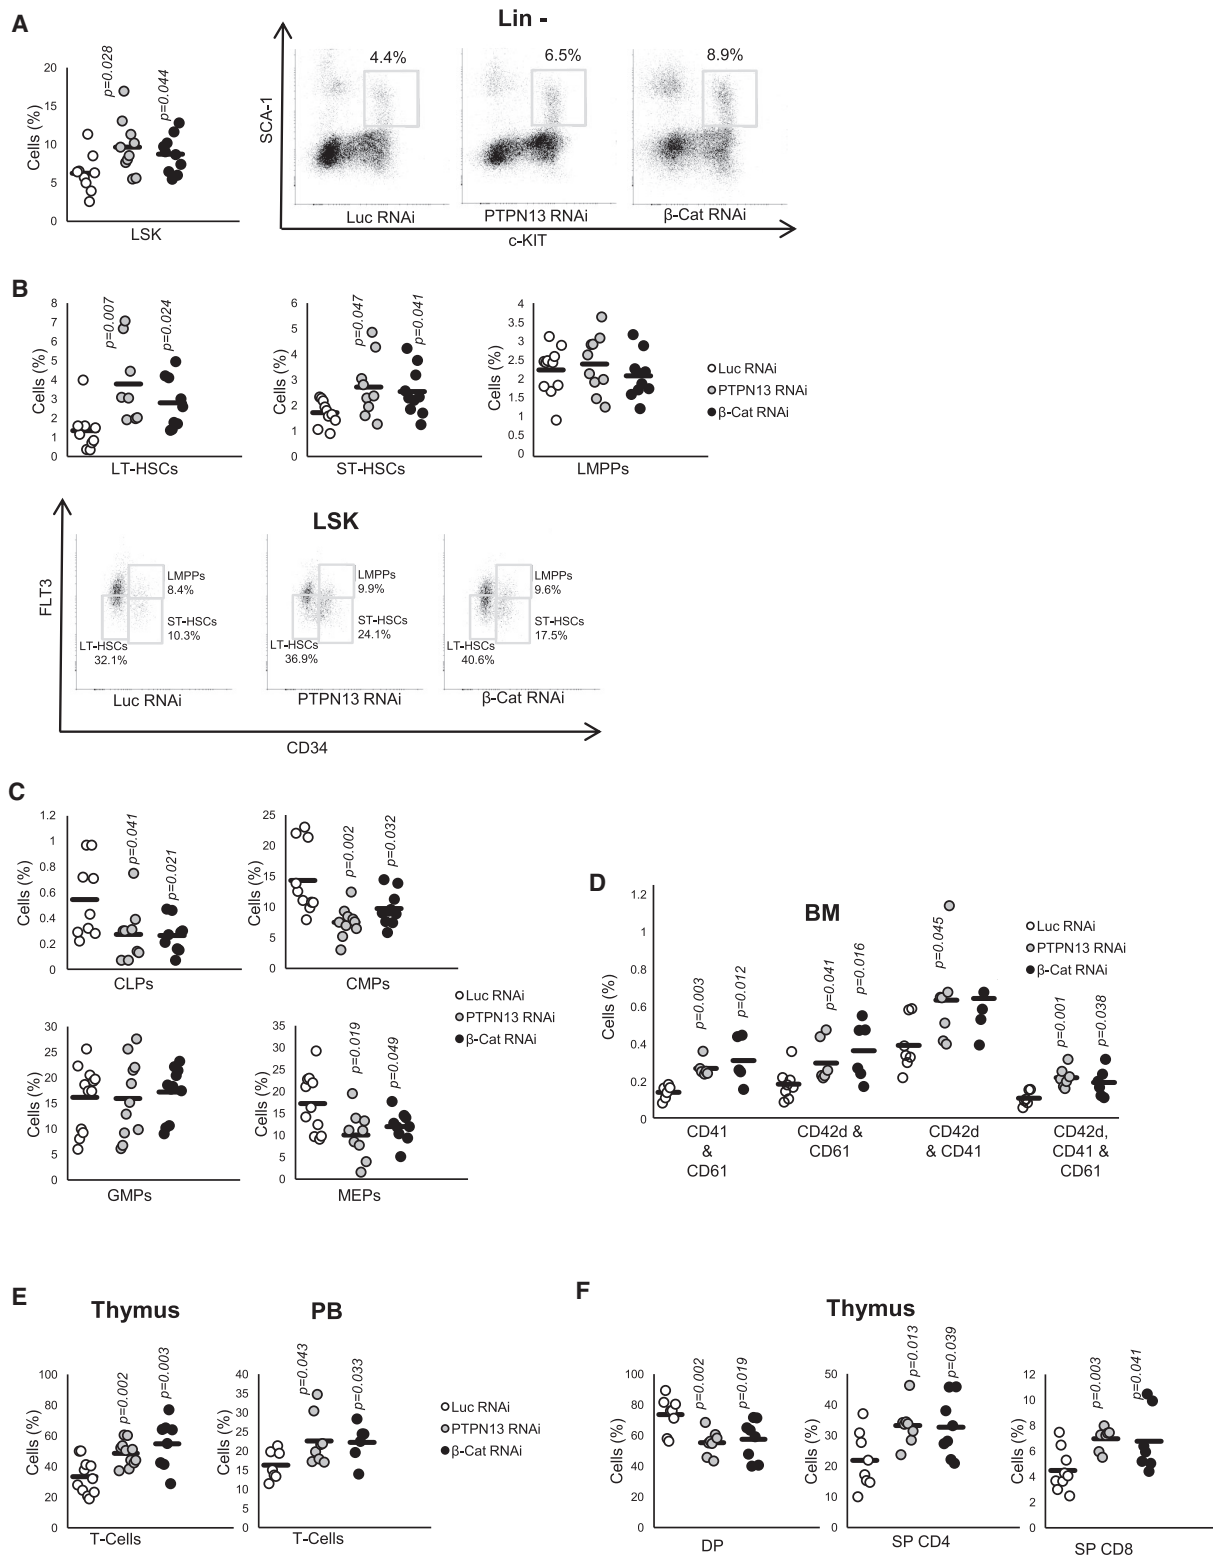 A
Lin -
20
15
10
5
0
Cells (%)
p=0.028
p=0.044
LSK
SCA-1
4.4%
6.5%
8.9%
Luc RNAi
PTPN13 RNAi
β-Cat RNAi
c-KIT
B
8
7
6
5
4
3
2
1
0
Cells (%)
p=0.007
p=0.024
LT-HSCs
6
5
4
3
2
1
0
Cells (%)
p=0.047
p=0.041
ST-HSCs
4
3.5
3
2.5
2
1.5
1
0.5
0
Cells (%)
LMPPs
Luc RNAi
PTPN13 RNAi
β-Cat RNAi
LSK
FLT3
LMPPs
8.4%
ST-HSCs
10.3%
LT-HSCs
32.1%
Luc RNAi
LMPPs
9.9%
ST-HSCs
24.1%
LT-HSCs
36.9%
PTPN13 RNAi
LMPPs
9.6%
ST-HSCs
17.5%
LT-HSCs
40.6%
β-Cat RNAi
CD34
C
1.2
1
0.8
0.6
0.4
0.2
0
Cells (%)
p=0.041
p=0.021
CLPs
25
20
15
10
5
0
Cells (%)
p=0.002
p=0.032
CMPs
Luc RNAi
PTPN13 RNAi
β-Cat RNAi
30
25
20
15
10
5
0
Cells (%)
GMPs
35
30
25
20
15
10
5
0
Cells (%)
p=0.019
p=0.049
MEPs
D
BM
1.2
1
0.8
0.6
0.4
0.2
0
Cells (%)
p=0.003
p=0.012
p=0.041
p=0.016
p=0.045
p=0.001
p=0.038
Luc RNAi
PTPN13 RNAi
β-Cat RNAi
CD41
&
CD61
CD42d &
CD61
CD42d
& CD41
CD42d,
CD41 &
CD61
E
Thymus
100
80
60
40
20
0
Cells (%)
p=0.002
p=0.003
T-Cells
PB
40
35
30
25
20
15
10
5
0
Cells (%)
p=0.043
p=0.033
T-Cells
Luc RNAi
PTPN13 RNAi
β-Cat RNAi
F
Thymus
100
80
60
40
20
0
Cells (%)
p=0.002
p=0.019
DP
50
40
30
20
10
0
Cells (%)
p=0.013
p=0.039
SP CD4
12
10
8
6
4
2
0
Cells (%)
p=0.003
p=0.041
SP CD8